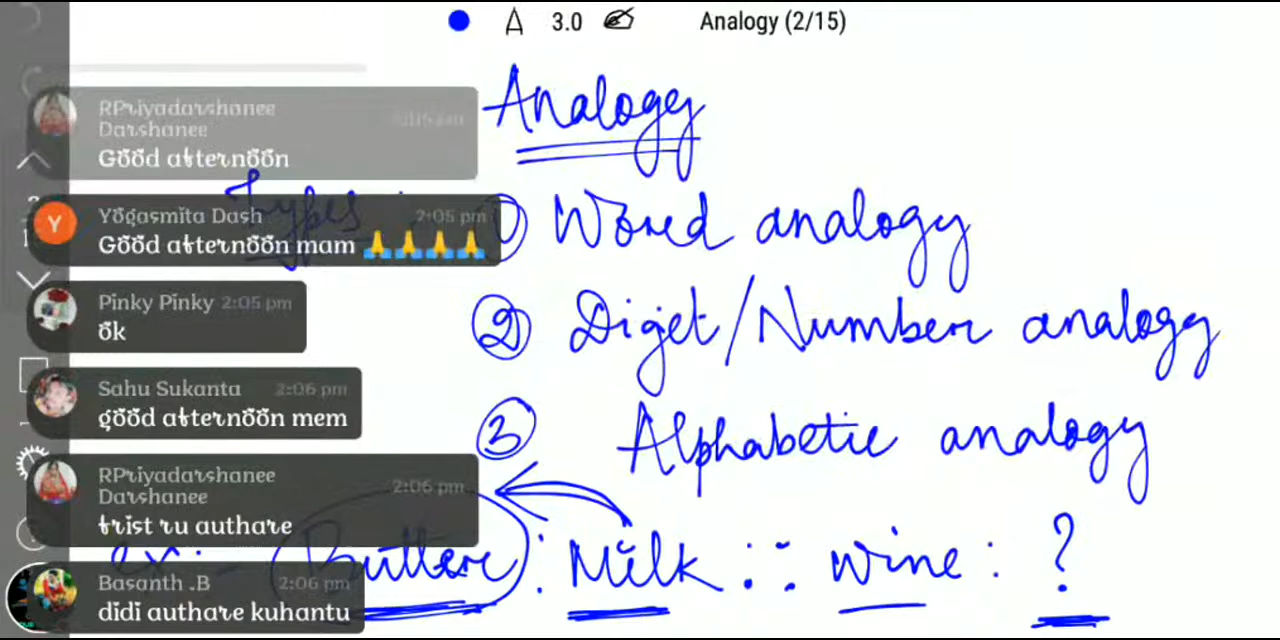 3.0 Analogy (2/15)
Analogy
RPriyadarshanee
Darshanee
Good afternoon
Types : ① Word analogy
Yogasmita Dash 2:05 pm
Good afternoon mam 🙏🙏🙏🙏
② Diget/Number analogy
Pinky Pinky 2:05 pm
ok
Sahu Sukanta 2:06 pm
good afternoon mem
③ Alphabetic analogy
RPriyadarshanee
Darshanee 2:06 pm
frist ru authare
ex:- Butter : Milk :: Wine : ?
Basanth .B 2:06 pm
didi authare kuhantu